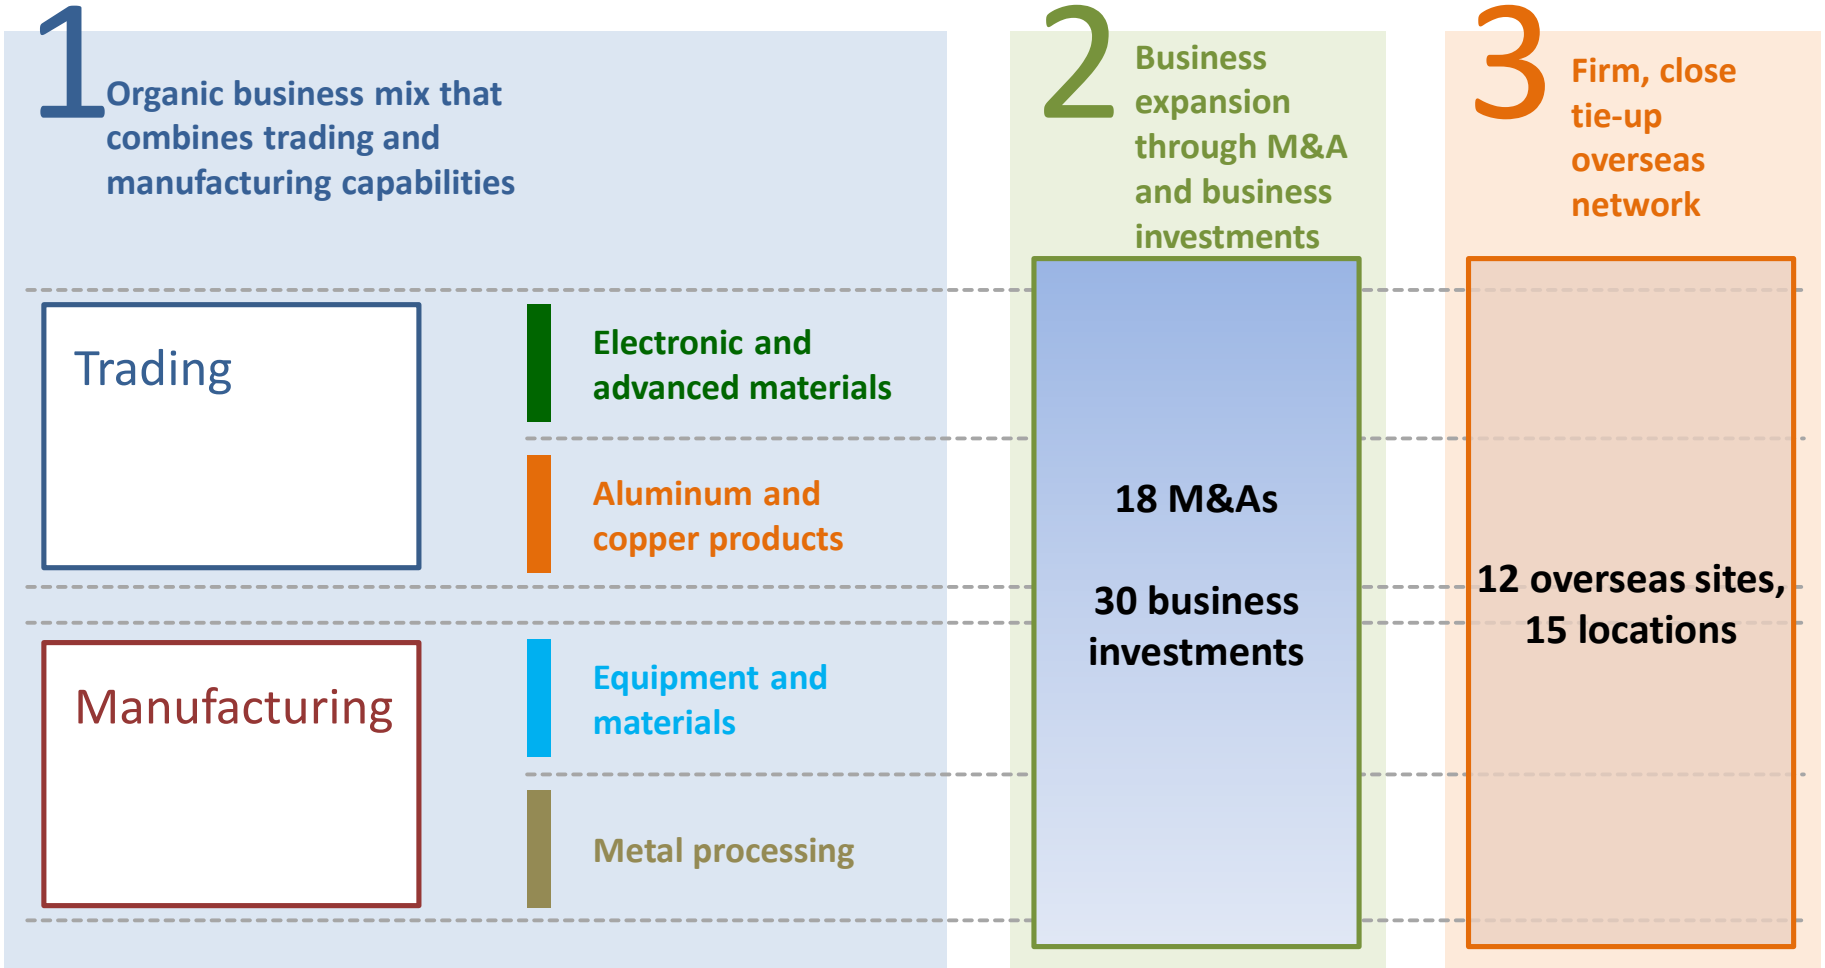 1
Organic business mix that
combines trading and
manufacturing capabilities
Trading
Electronic and
advanced materials
Aluminum and
copper products
Manufacturing
Equipment and
materials
Metal processing
2
Business
expansion
through M&A
and business
investments
18 M&As
30 business
investments
3
Firm, close
tie-up
overseas
network
12 overseas sites,
15 locations